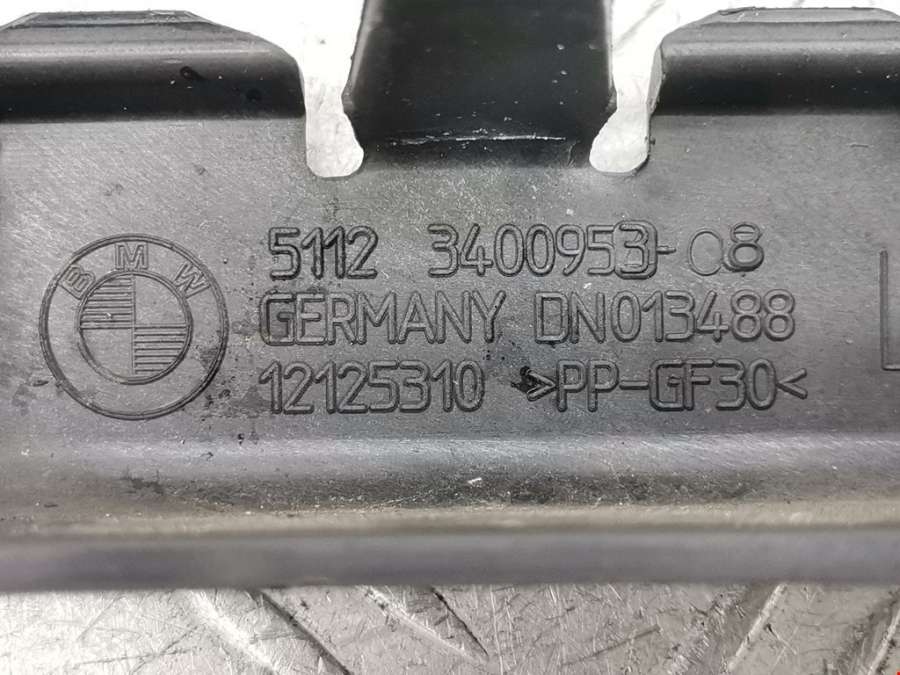 BMW
5112 3400953-08
GERMANY DN013488
12125310 >PP-GF30<